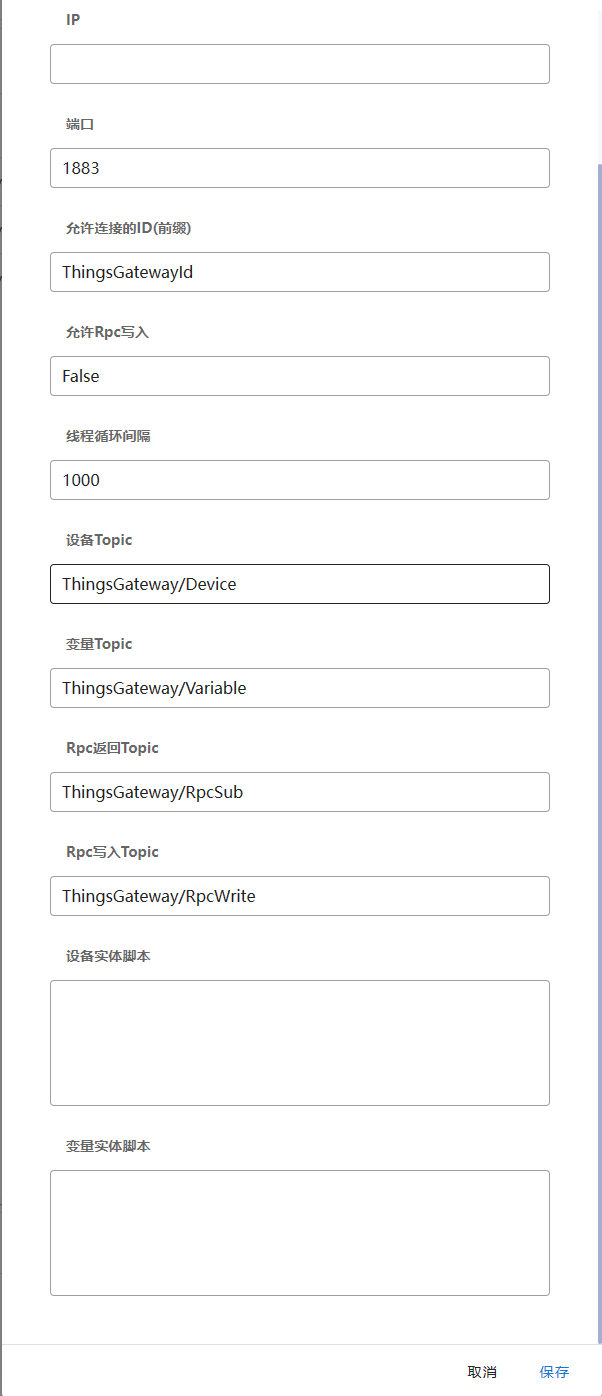 IP
端口
1883
允许连接的ID(前缀)
ThingsGatewayId
允许Rpc写入
False
线程循环间隔
1000
设备Topic
ThingsGateway/Device
变量Topic
ThingsGateway/Variable
Rpc返回Topic
ThingsGateway/RpcSub
Rpc写入Topic
ThingsGateway/RpcWrite
设备实体脚本
变量实体脚本
取消 保存